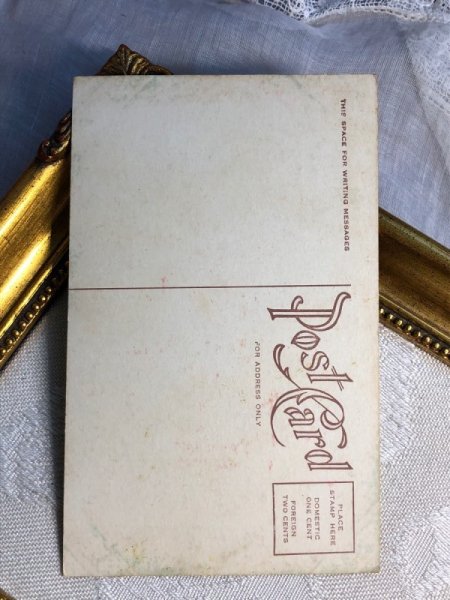 THIS SPACE FOR WRITING MESSAGES
Post Card
FOR ADDRESS ONLY
PLACE
STAMP HERE
DOMESTIC
ONE CENT
FOREIGN
TWO CENTS